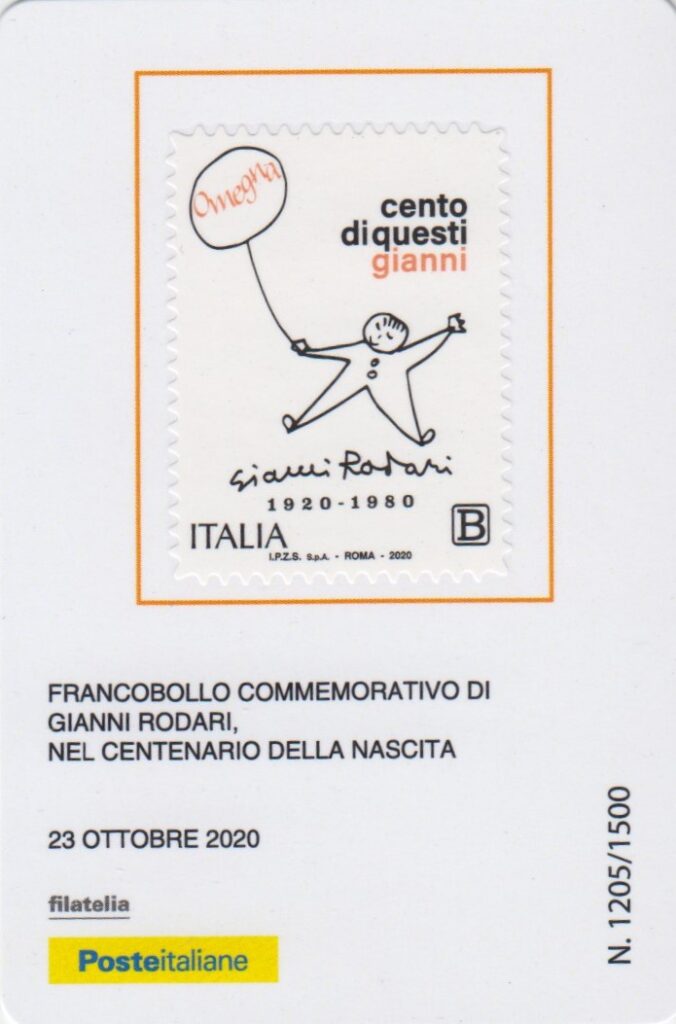 Omegna
cento
di questi
gianni
Gianni Rodari
1920-1980
ITALIA
B
I.P.Z.S. S.p.A. - ROMA - 2020
FRANCOBOLLO COMMEMORATIVO DI
GIANNI RODARI,
NEL CENTENARIO DELLA NASCITA
23 OTTOBRE 2020
N. 1205/1500
filatelia
Posteitaliane